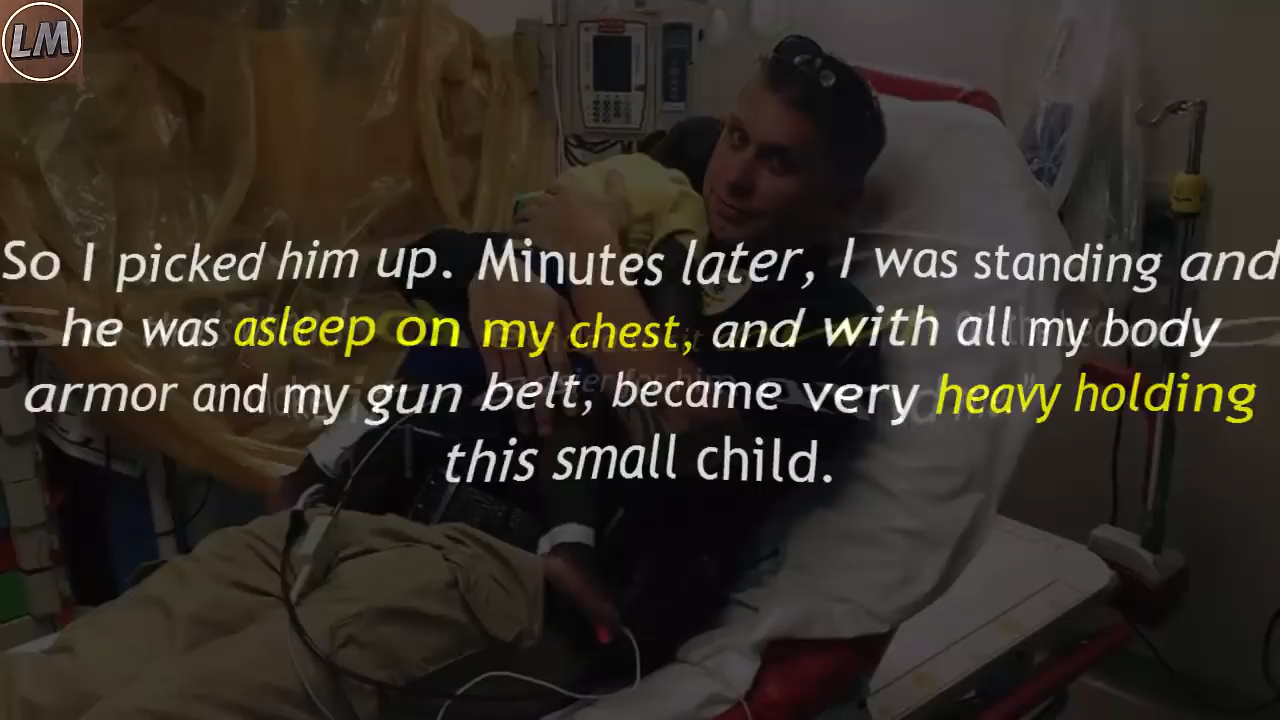 LM
So I picked him up. Minutes later, I was standing and
he was asleep on my chest, and with all my body
armor and my gun belt, became very heavy holding
this small child.